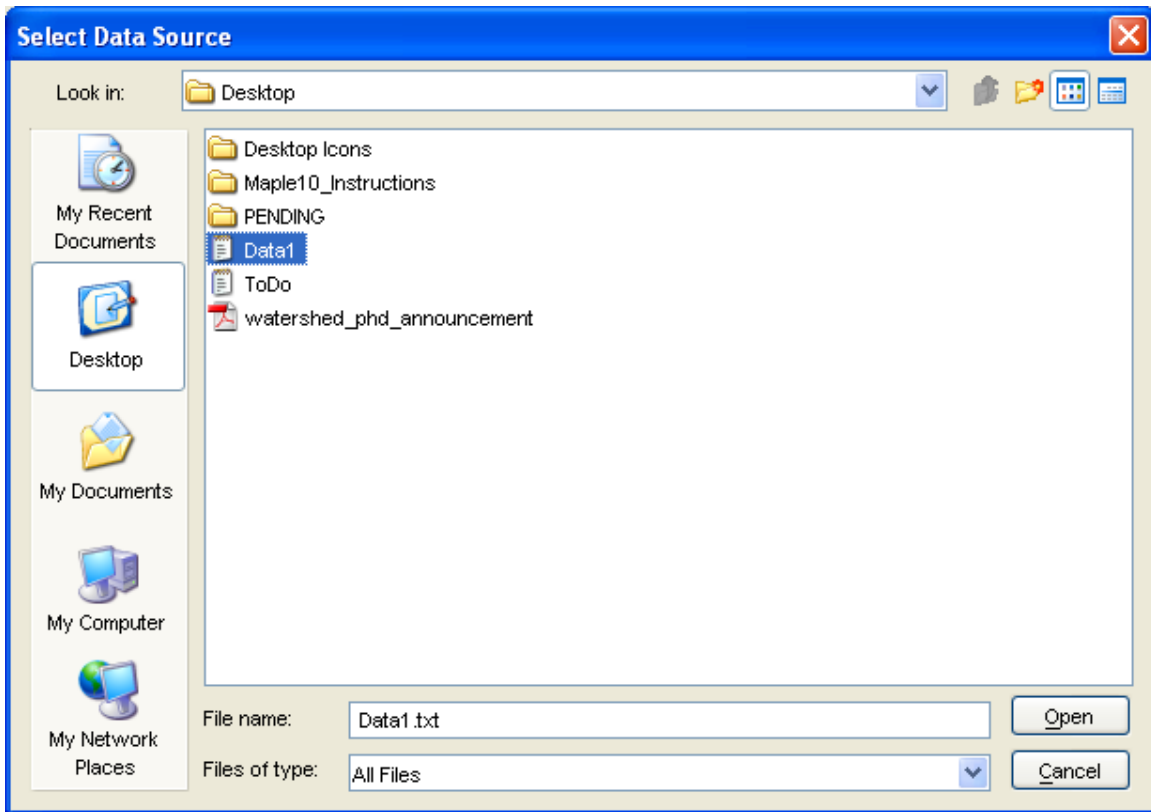 Select Data Source
Look in:
Desktop
My Recent
Documents
Desktop
My Documents
My Computer
My Network
Places
Desktop Icons
Maple10_Instructions
PENDING
Data1
ToDo
watershed_phd_announcement
File name:
Data1.txt
Open
Files of type:
All Files
Cancel